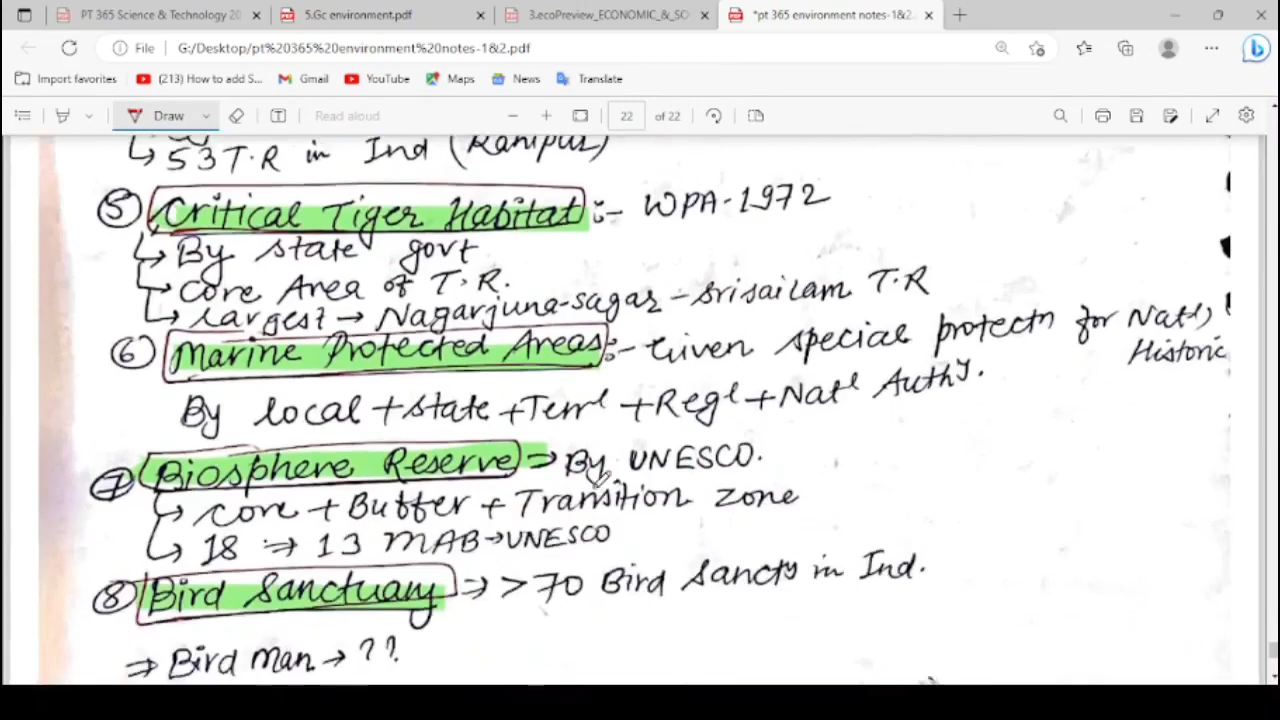 PT 365 Science & Technology 20
5.Gc environment.pdf
3.ecoPreview_ECONOMIC_&_SO
*pt 365 environment notes-1&2.
File G:/Desktop/pt%20365%20environment%20notes-1&2.pdf
Import favorites (213) How to add S... Gmail YouTube Maps News Translate
Draw Read aloud 22 of 22
53 T.R in Ind (Ranipur)
5 Critical Tiger Habitat :- WPA-1972
By state govt
Core Area of T.R.
Largest → Nagarjuna-sagar-Srisailam T.R
6 Marine Protected Areas :- Given special protectn for Natl, Historic
By local + state + Terrl + Regl + Natl Authy.
7 Biosphere Reserve ⇒ By UNESCO.
Core + Buffer + Transition zone
18 ⇒ 13 MAB → UNESCO
8 Bird Sanctuary ⇒ > 70 Bird Sancty in Ind.
⇒ Bird Man → ??